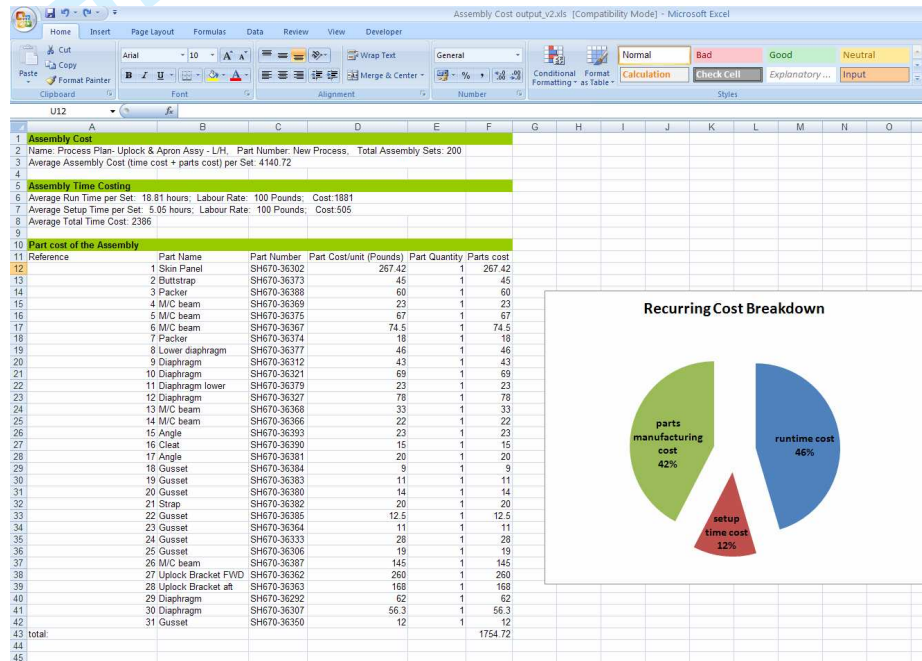 Assembly Cost output_v2.xls [Compatibility Mode] - Microsoft Excel
Home Insert Page Layout Formulas Data Review View Developer
Cut
Copy
Format Painter
Paste
Clipboard
Arial 10
B I U
Font
Wrap Text
Merge & Center
Alignment
General
Number
Conditional Formatting
Format as Table
Normal Bad Good Neutral
Calculation Check Cell Explanatory ... Input
Styles
U12 fx
A B C D E F G H I J K L M N O
1 Assembly Cost
2 Name: Process Plan- Uplock & Apron Assy - L/H, Part Number: New Process, Total Assembly Sets: 200
3 Average Assembly Cost (time cost + parts cost) per Set: 4140.72
4
5 Assembly Time Costing
6 Average Run Time per Set: 18.81 hours; Labour Rate: 100 Pounds; Cost:1881
7 Average Setup Time per Set: 5.05 hours; Labour Rate: 100 Pounds; Cost:505
8 Average Total Time Cost: 2386
9
10 Part cost of the Assembly
11 Reference Part Name Part Number Part Cost/unit (Pounds) Part Quantity Parts cost
12 1 Skin Panel SH670-36302 267.42 1 267.42
13 2 Buttstrap SH670-36373 45 1 45
14 3 Packer SH670-36388 60 1 60
15 4 M/C beam SH670-36369 23 1 23
16 5 M/C beam SH670-36375 67 1 67
17 6 M/C beam SH670-36367 74.5 1 74.5
18 7 Packer SH670-36374 18 1 18
19 8 Lower diaphragm SH670-36377 46 1 46
20 9 Diaphragm SH670-36312 43 1 43
21 10 Diaphragm SH670-36321 69 1 69
22 11 Diaphragm lower SH670-36379 23 1 23
23 12 Diaphragm SH670-36327 78 1 78
24 13 M/C beam SH670-36368 33 1 33
25 14 M/C beam SH670-36366 22 1 22
26 15 Angle SH670-36393 23 1 23
27 16 Cleat SH670-36390 15 1 15
28 17 Angle SH670-36381 20 1 20
29 18 Gusset SH670-36384 9 1 9
30 19 Gusset SH670-36383 11 1 11
31 20 Gusset SH670-36380 14 1 14
32 21 Strap SH670-36382 20 1 20
33 22 Gusset SH670-36385 12.5 1 12.5
34 23 Gusset SH670-36364 11 1 11
35 24 Gusset SH670-36333 28 1 28
36 25 Gusset SH670-36306 19 1 19
37 26 M/C beam SH670-36387 145 1 145
38 27 Uplock Bracket FWD SH670-36362 260 1 260
39 28 Uplock Bracket aft SH670-36363 168 1 168
40 29 Diaphragm SH670-36292 62 1 62
41 30 Diaphragm SH670-36307 56.3 1 56.3
42 31 Gusset SH670-36350 12 1 12
43 total: 1754.72
44
45
Recurring Cost Breakdown
parts
manufacturing
cost
42%
runtime cost
46%
setup
time cost
12%